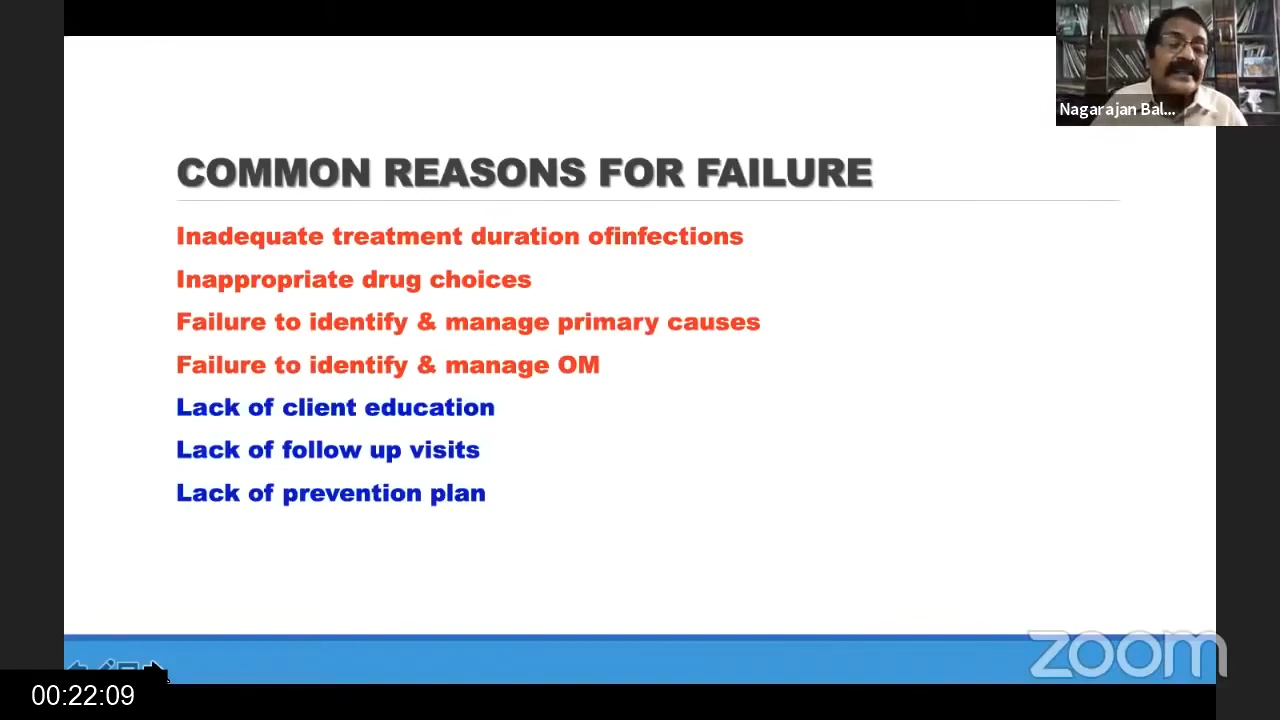 Nagarajan Bal...
COMMON REASONS FOR FAILURE
Inadequate treatment duration ofinfections
Inappropriate drug choices
Failure to identify & manage primary causes
Failure to identify & manage OM
Lack of client education
Lack of follow up visits
Lack of prevention plan
zoom
00:22:09